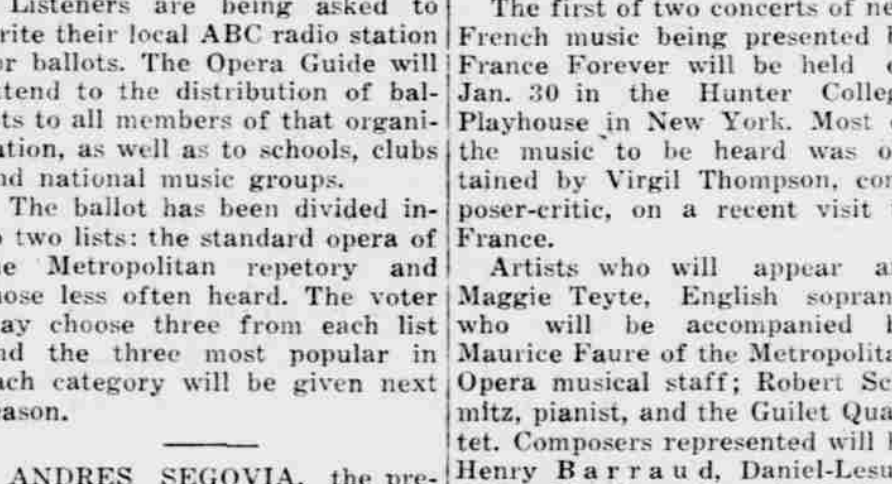 Listeners are being asked to
rite their local ABC radio station
r ballots. The Opera Guide will
tend to the distribution of bal-
ts to all members of that organi-
ation, as well as to schools, clubs
nd national music groups.
The ballot has been divided in-
two lists: the standard opera of
e Metropolitan repetory and
ose less often heard. The voter
ay choose three from each list
nd the three most popular in
ach category will be given next
eason.
ANDRES SEGOVIA, the pre-
The first of two concerts of ne
French music being presented b
France Forever will be held
Jan. 30 in the Hunter Colleg
Playhouse in New York. Most
the music to be heard was o
tained by Virgil Thompson, com
poser-critic, on a recent visit
France.
Artists who will appear a
Maggie Teyte, English sopran
who will be accompanied b
Maurice Faure of the Metropolita
Opera musical staff; Robert Sc
mitz, pianist, and the Guilet Qua
tet. Composers represented will b
Henry Barraud, Daniel-Lesu